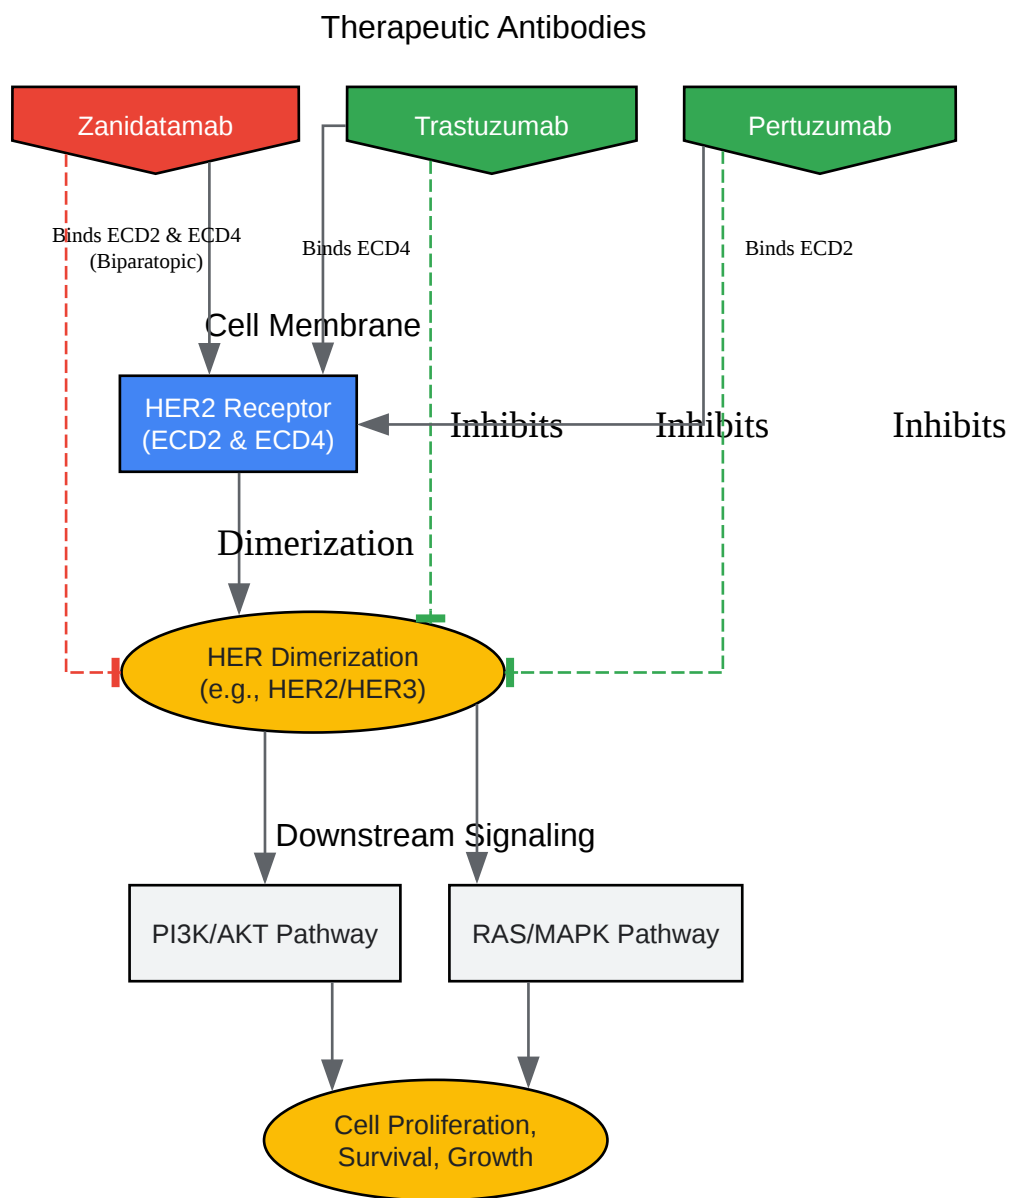 Therapeutic Antibodies
Zanidatamab
Trastuzumab
Pertuzumab
Binds ECD2 & ECD4
(Biparatopic)
Binds ECD4
Binds ECD2
Cell Membrane
HER2 Receptor
(ECD2 & ECD4)
Inhibits
Inhibits
Inhibits
Dimerization
HER Dimerization
(e.g., HER2/HER3)
Downstream Signaling
PI3K/AKT Pathway
RAS/MAPK Pathway
Cell Proliferation,
Survival, Growth